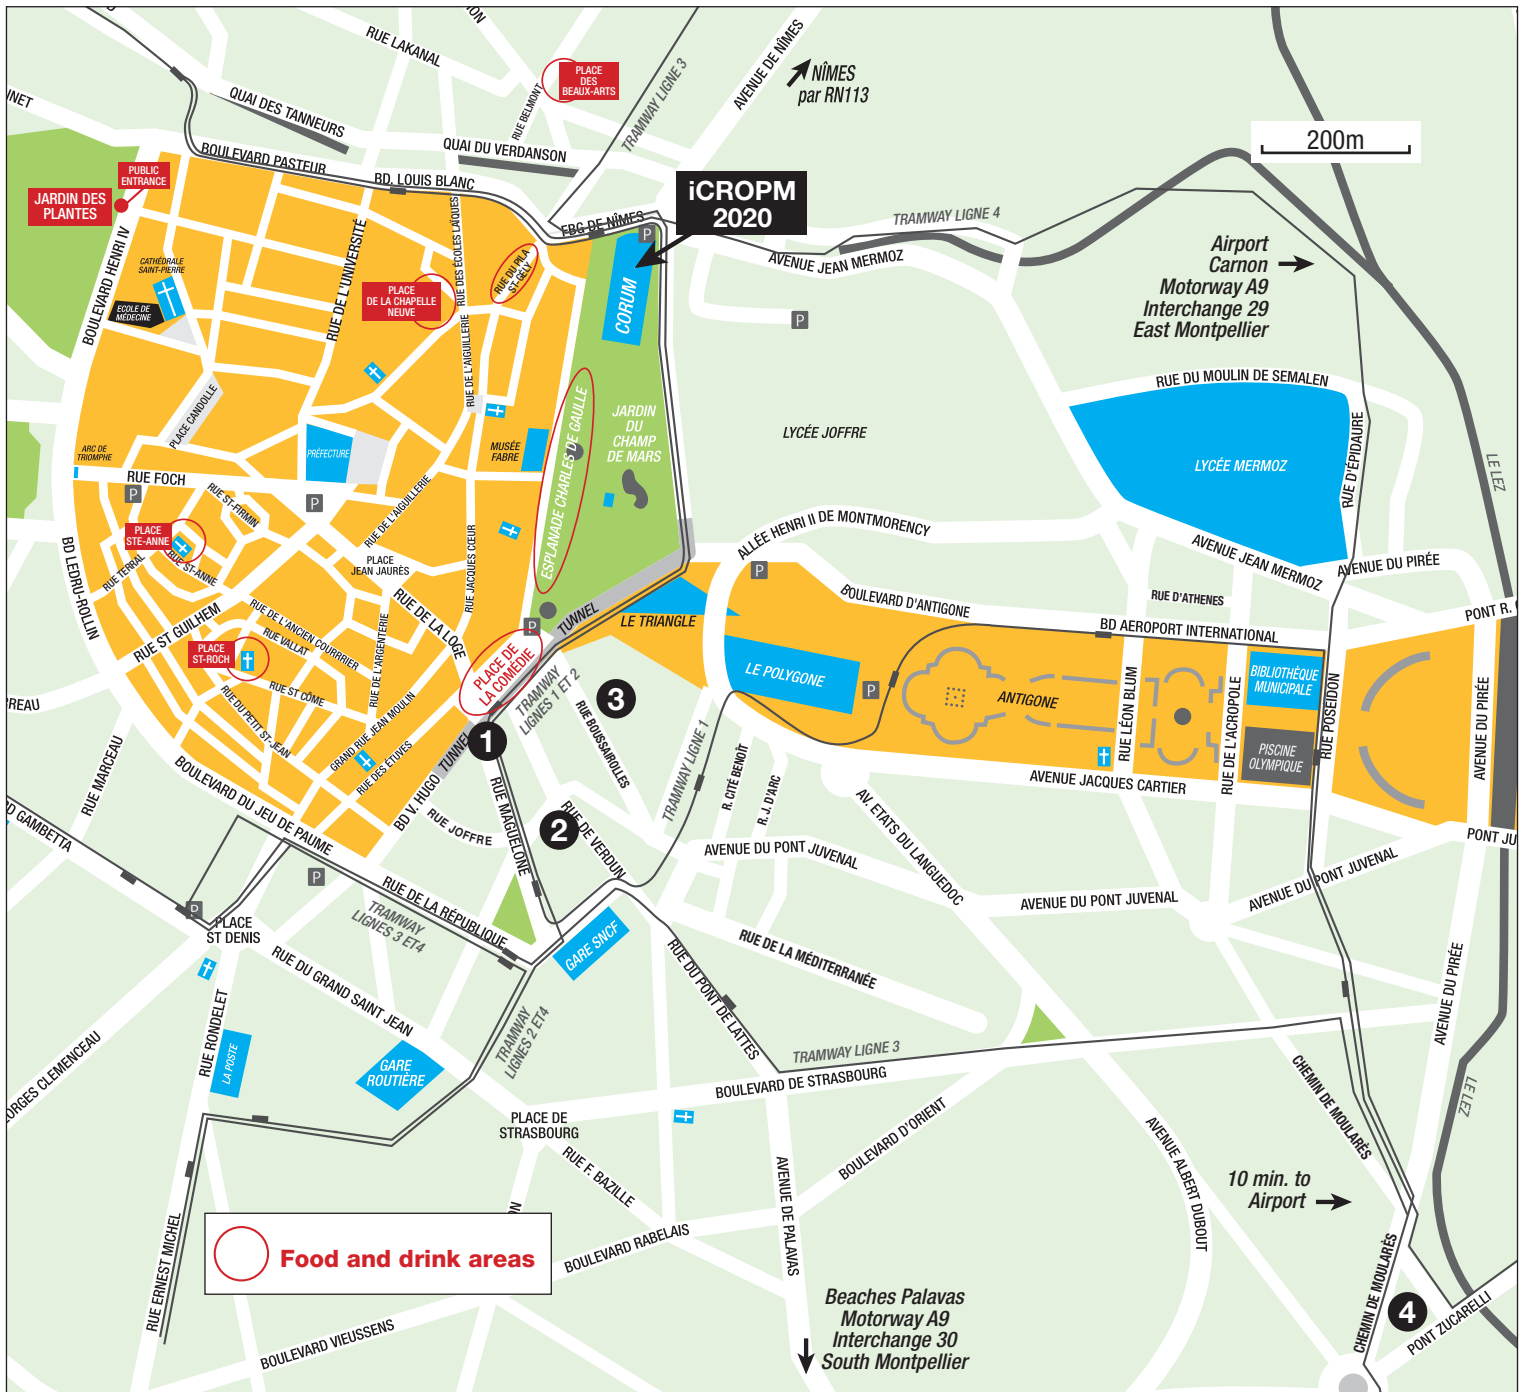 RUE LAKANAL
ION
PLACE
DES
BEAUX-ARTS
AVENUE DE NÎMES
NÎMES
par RN113
INET
QUAI DES TANNEURS
RUE BELMONT
TRAMWAY LIGNE 3
QUAI DU VERDANSON
200m
BOULEVARD PASTEUR
BD. LOUIS BLANC
PUBLIC
ENTRANCE
JARDIN DES
PLANTES
iCROPM
2020
FBG DE NÎMES
P
TRAMWAY LIGNE 4
AVENUE JEAN MERMOZ
Airport
Carnon
Motorway A9
Interchange 29
East Montpellier
BOULEVARD HENRI IV
CATHÉDRALE
SAINT-PIERRE
ECOLE DE
MÉDECINE
RUE DE L'UNIVERSITÉ
RUE DES ÉCOLES LAÏQUES
PLACE
DE LA CHAPELLE
NEUVE
RUE DU PILA
ST-GÉLY
CORUM
P
RUE DE L'AIGUILLERIE
RUE DU MOULIN DE SEMALEN
PLACE CANDOLLE
ESPLANADE CHARLES DE GAULLE
JARDIN
DU
CHAMP
DE MARS
LYCÉE JOFFRE
LYCÉE MERMOZ
RUE D'ÉPIDAURE
LE LEZ
ARC DE
TRIOMPHE
PRÉFECTURE
MUSÉE
FABRE
RUE FOCH
P
P
RUE ST-FIRMIN
RUE DE L'AIGUILLERIE
PLACE
STE-ANNE
RUE TERRAL
RUE ST-ANNE
PLACE
JEAN JAURÈS
RUE JACQUES CŒUR
BD LEDRU-ROLLIN
ALLÉE HENRI II DE MONTMORENCY
AVENUE JEAN MERMOZ
AVENUE DU PIRÉE
P
BOULEVARD D'ANTIGONE
RUE D'ATHENES
BD AEROPORT INTERNATIONAL
PONT R.
RUE ST GUILHEM
RUE DE L'ANCIEN COURRRIER
RUE VALLAT
RUE DE L'ARGENTERIE
RUE DE LA LOGE
PLACE
ST-ROCH
RUE ST CÔME
RUE DU PETIT ST-JEAN
GRAND RUE JEAN MOULIN
RUE DES ÉTUVES
P
TUNNEL
LE TRIANGLE
PLACE DE
LA COMÉDIE
TRAMWAY
LIGNES 1 ET 2
3
RUE BOUSSAIROLLES
LE POLYGONE
P
ANTIGONE
RUE LÉON BLUM
RUE DE L'ACROPOLE
BIBLIOTHÈQUE
MUNICIPALE
PISCINE
OLYMPIQUE
RUE POSEIDON
AVENUE DU PIRÉE
RREAU
RUE MARCEAU
BOULEVARD DU JEU DE PAUME
BD V. HUGO
TUNNEL
1
RUE MAGUELONE
RUE JOFFRE
2
RUE DE VERDUN
TRAMWAY LIGNE 1
R. CITÉ BENOÎT
R. J. D'ARC
AVENUE JACQUES CARTIER
AV. ETATS DU LANGUEDOC
AVENUE DU PONT JUVENAL
AVENUE DU PONT JUVENAL
AVENUE DU PONT JUVENAL
PONT JU
D GAMBETTA
P
P
PLACE
ST DENIS
RUE DE LA RÉPUBLIQUE
TRAMWAY
LIGNES 3 ET4
GARE SNCF
RUE DU PONT DE LATTES
RUE DE LA MÉDITERRANÉE
RUE DU GRAND SAINT JEAN
RUE RONDELET
LA POSTE
GARE
ROUTIÈRE
TRAMWAY
LIGNES 2 ET4
TRAMWAY LIGNE 3
BOULEVARD DE STRASBOURG
AVENUE DU PIRÉE
ORGES CLEMENCEAU
PLACE DE
STRASBOURG
RUE F. BAZILLE
BOULEVARD D'ORIENT
AVENUE ALBERT DUBOUT
CHEMIN DE MOULARÈS
LE LEZ
10 min. to
Airport
RUE ERNEST MICHEL
ON
Food and drink areas
BOULEVARD RABELAIS
AVENUE DE PALAVAS
BOULEVARD VIEUSSENS
Beaches Palavas
Motorway A9
Interchange 30
South Montpellier
CHEMIN DE MOULARÈS
4
PONT ZUCARELLI